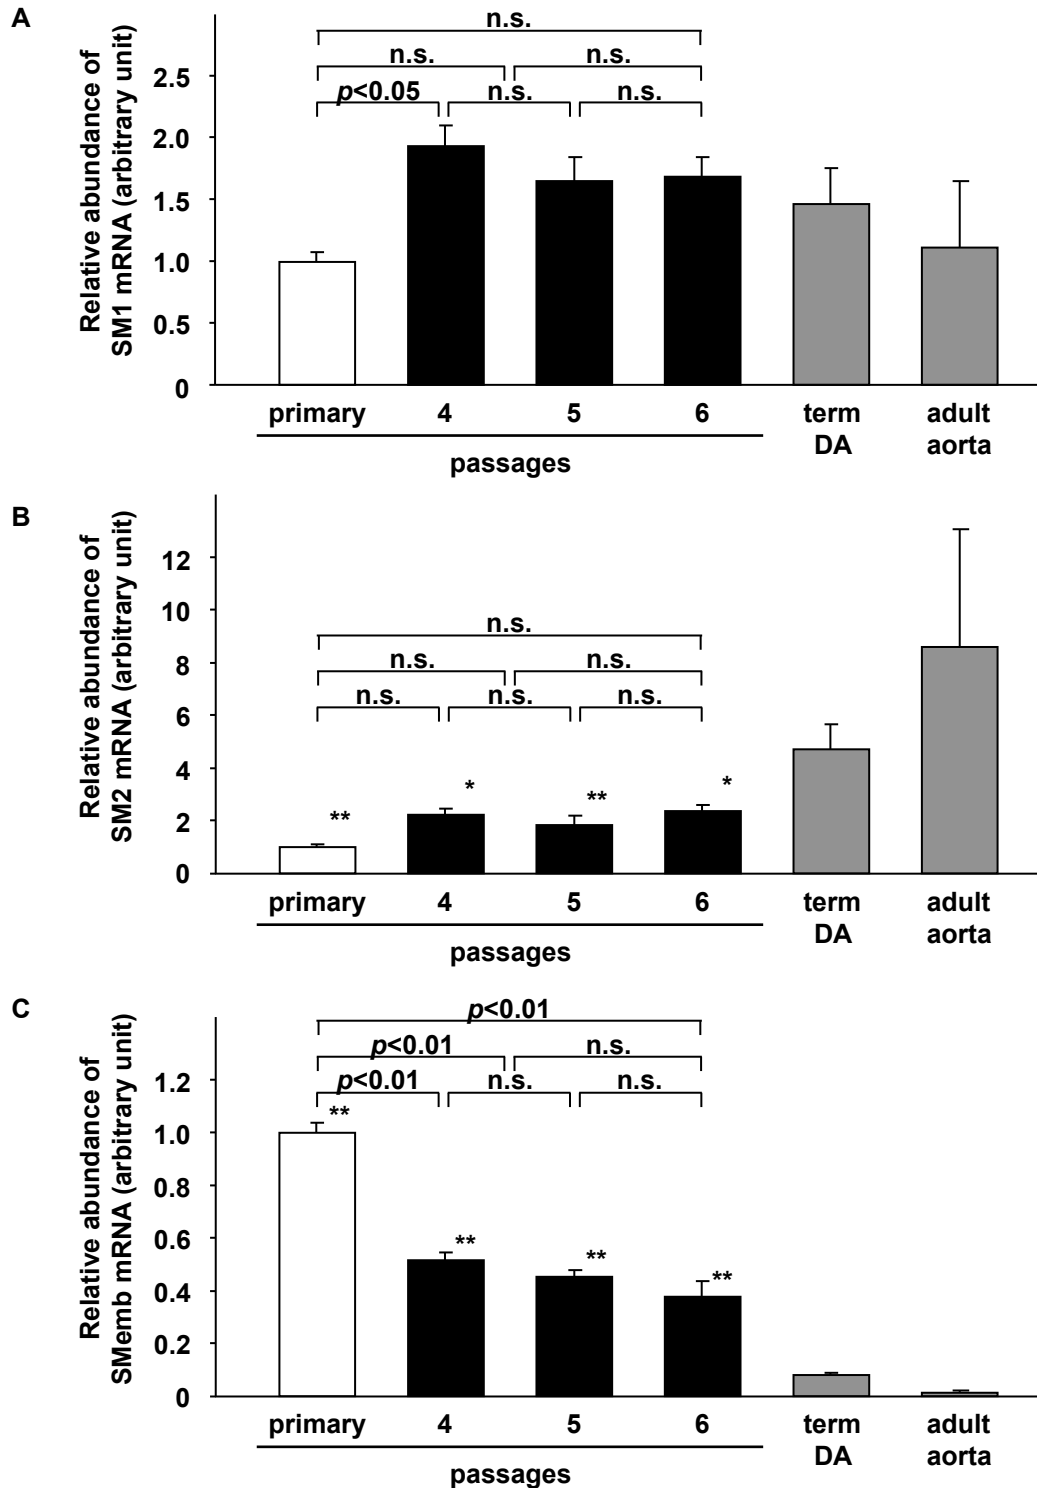 A
Relative abundance of
SM1 mRNA (arbitrary unit)
n.s.
n.s. n.s.
p<0.05 n.s. n.s.
2.5
2.0
1.5
1.0
0.5
0
primary 4 5 6 term adult
DA aorta
passages
B
Relative abundance of
SM2 mRNA (arbitrary unit)
12
10
8
6
4
2
0
n.s.
n.s. n.s.
n.s. n.s. n.s.
** * ** *
primary 4 5 6 term adult
DA aorta
passages
C
Relative abundance of
SMemb mRNA (arbitrary unit)
p<0.01
p<0.01 n.s.
p<0.01 n.s. n.s.
1.2
1.0
0.8
0.6
0.4
0.2
0
** ** ** **
primary 4 5 6 term adult
DA aorta
passages